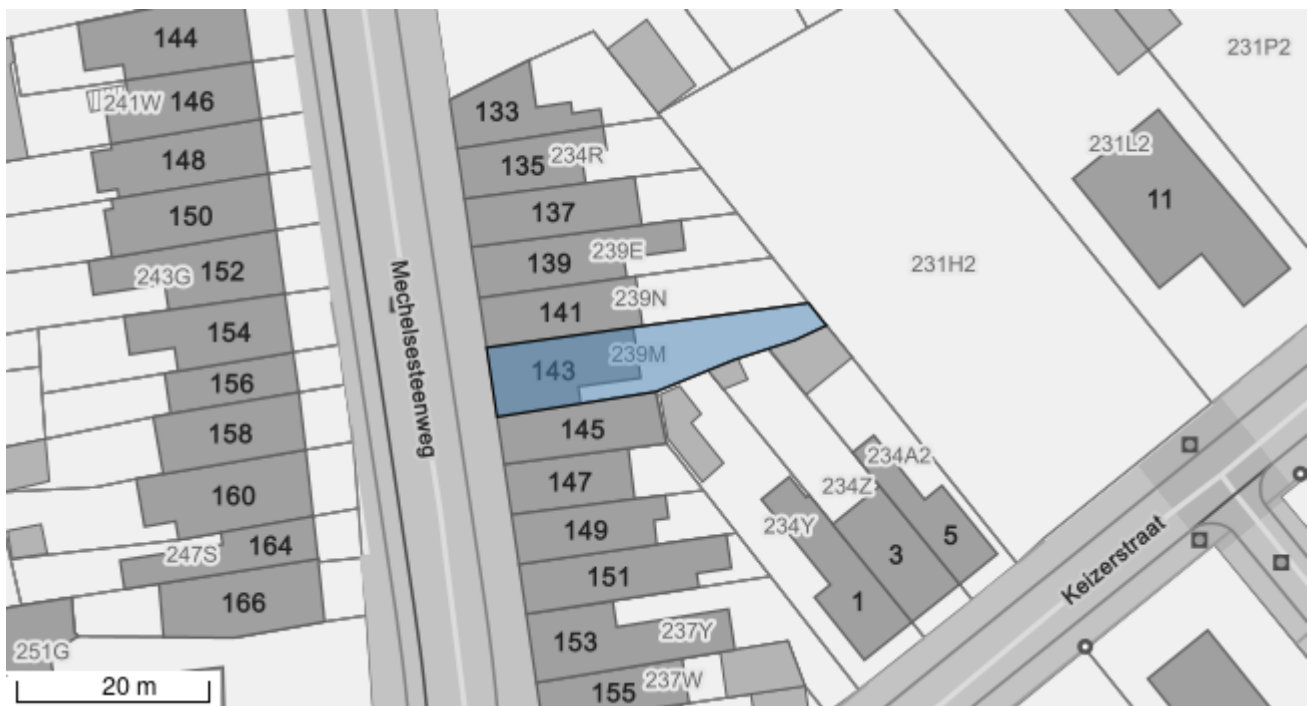 144
146
241W
148
150
152
243G
154
156
158
160
164
247S
166
251G
20 m
Mechelsesteenweg
133
135
234R
137
139
239E
141
239N
143
239M
145
147
149
151
153
237Y
155
237W
231P2
231L2
11
231H2
234A2
234Z
234Y
5
3
1
Keizerstraat